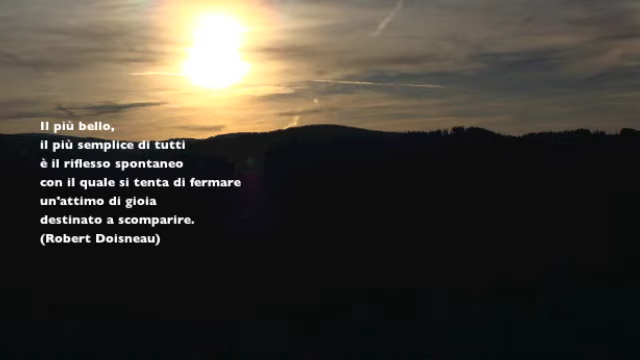 Il più bello,
il più semplice di tutti
è il riflesso spontaneo
con il quale si tenta di fermare
un'attimo di gioia
destinato a scomparire.
(Robert Doisneau)